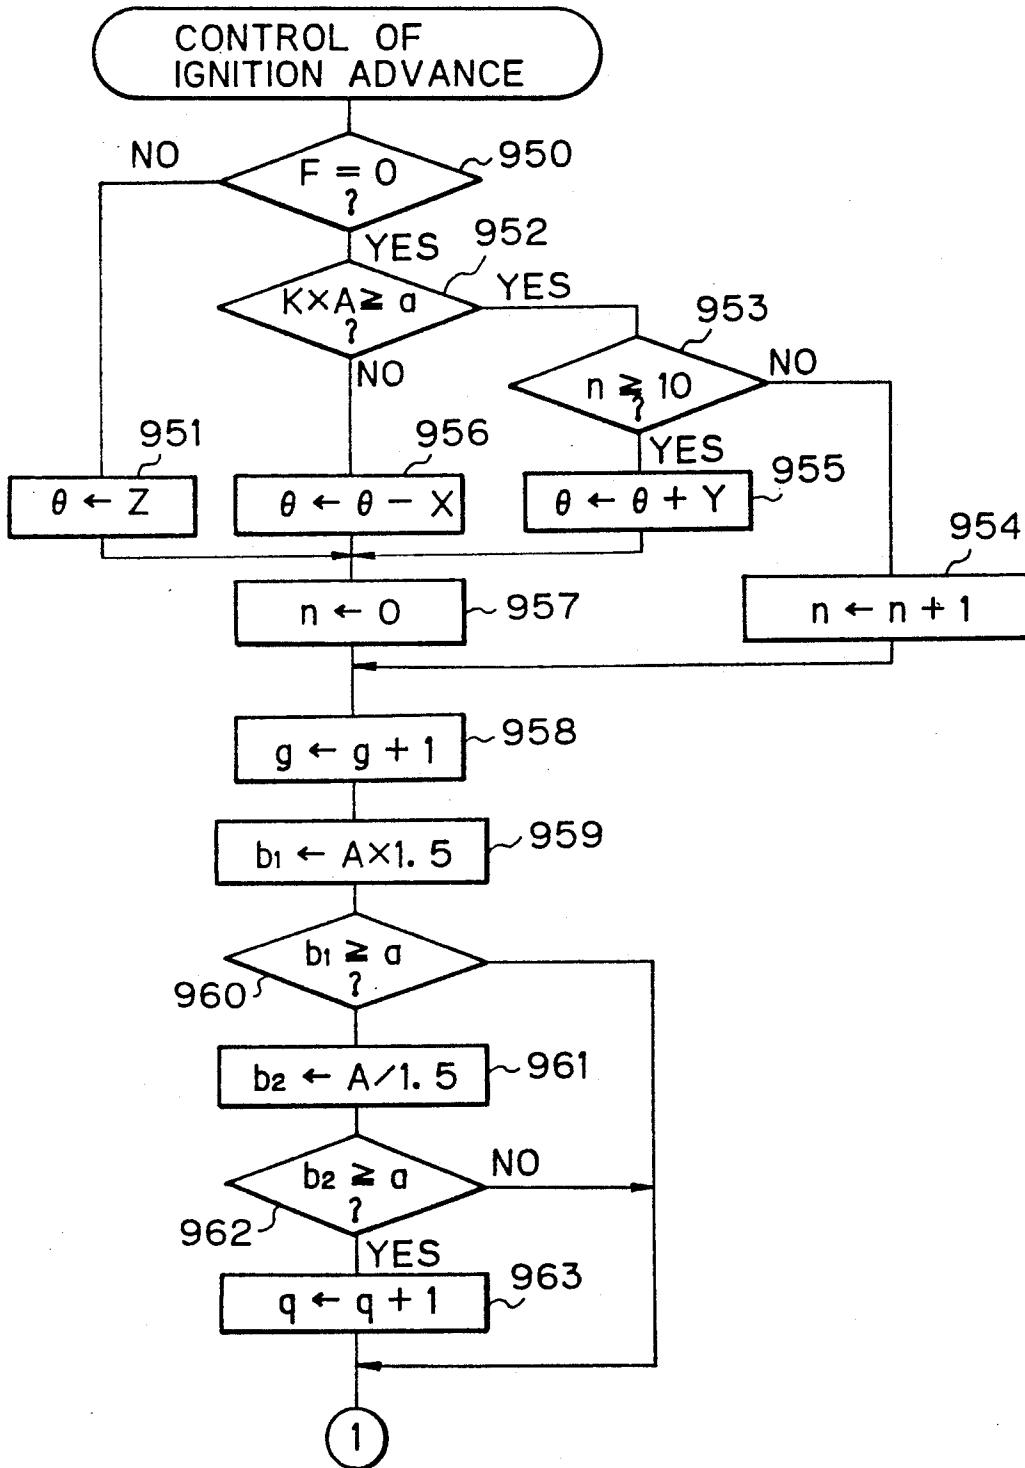 CONTROL OF
IGNITION ADVANCE
NO
F = 0
?
950
YES
952
K×A≧ a
?
YES
953
NO
n ≧ 10
?
NO
951
956
YES
955
θ ← Z
θ ← θ - X
θ ← θ + Y
954
n ← 0
957
n ← n + 1
g ← g + 1
958
b1 ← A×1.5
959
b1 ≧ a
?
960
b2 ← A/1.5
961
b2 ≧ a
?
NO
962
YES
q ← q + 1
963
1